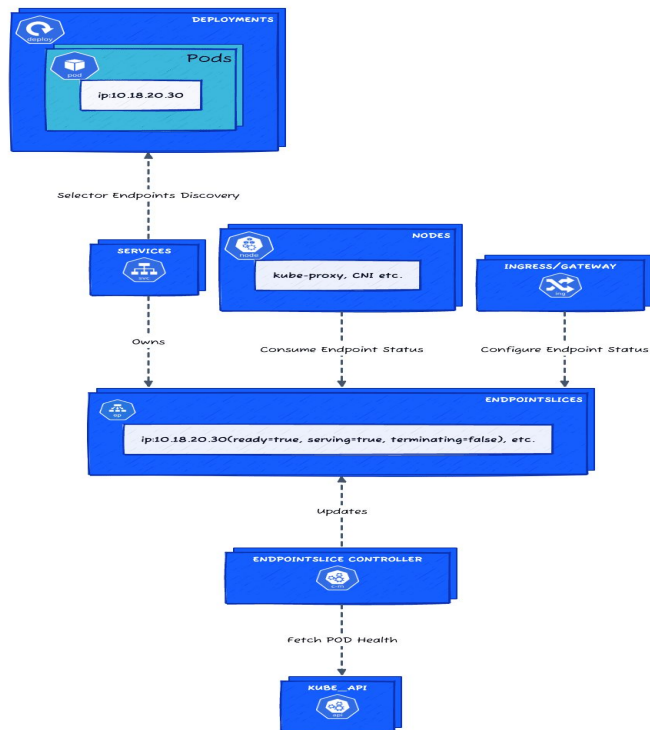 DEPLOYMENTS
deploy
Pods
pod
ip:10.18.20.30
Selector Endpoints Discovery
SERVICES
svc
NODES
node
kube-proxy, CNI etc.
INGRESS/GATEWAY
ing
Owns
Consume Endpoint Status
Configure Endpoint Status
ENDPOINTSLICES
ep
ip:10.18.20.30(ready=true, serving=true, terminating=false), etc.
Updates
ENDPOINTSLICE CONTROLLER
c-m
Fetch POD Health
KUBE_API
api